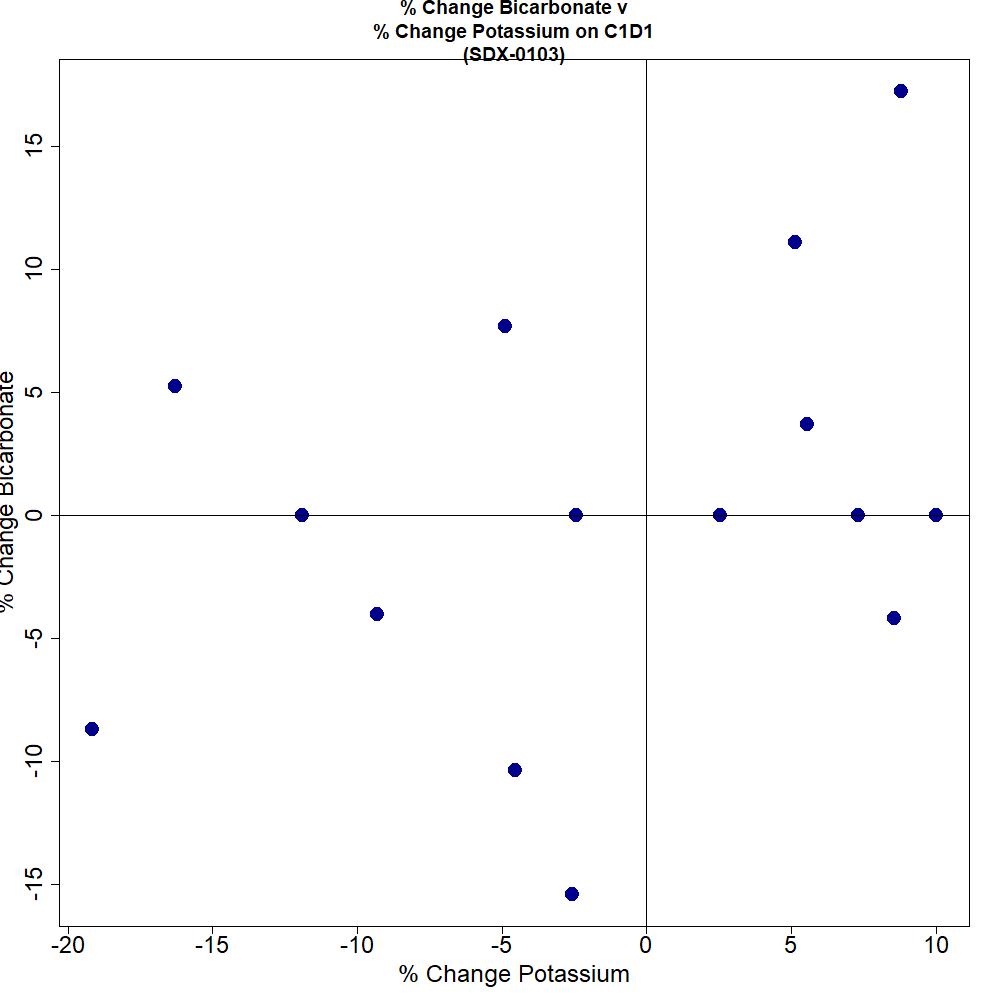 % Change Bicarbonate v
% Change Potassium on C1D1
(SDX-0103)
% Change Bicarbonate
15
10
5
0
-5
-10
-15
-20
-15
-10
-5
0
5
10
% Change Potassium